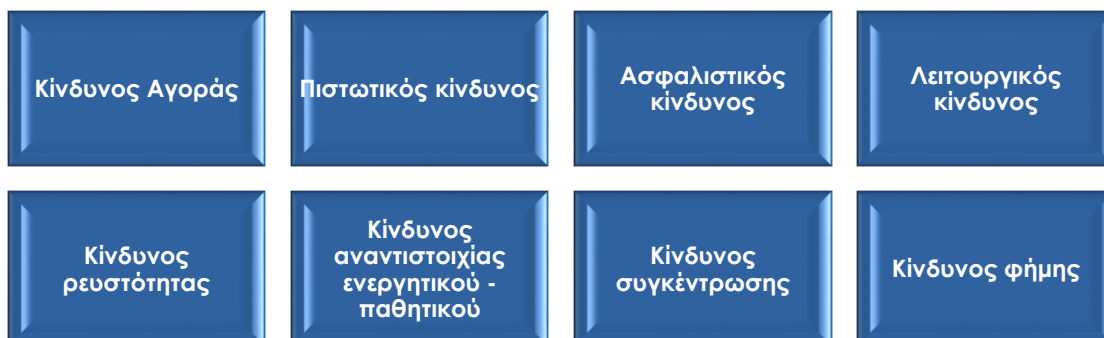 Κίνδυνος Αγοράς
Πιστωτικός κίνδυνος
Ασφαλιστικός
κίνδυνος
Λειτουργικός
κίνδυνος
Κίνδυνος
ρευστότητας
Κίνδυνος
αναντιστοιχίας
ενεργητικού -
παθητικού
Κίνδυνος
συγκέντρωσης
Κίνδυνος φήμης